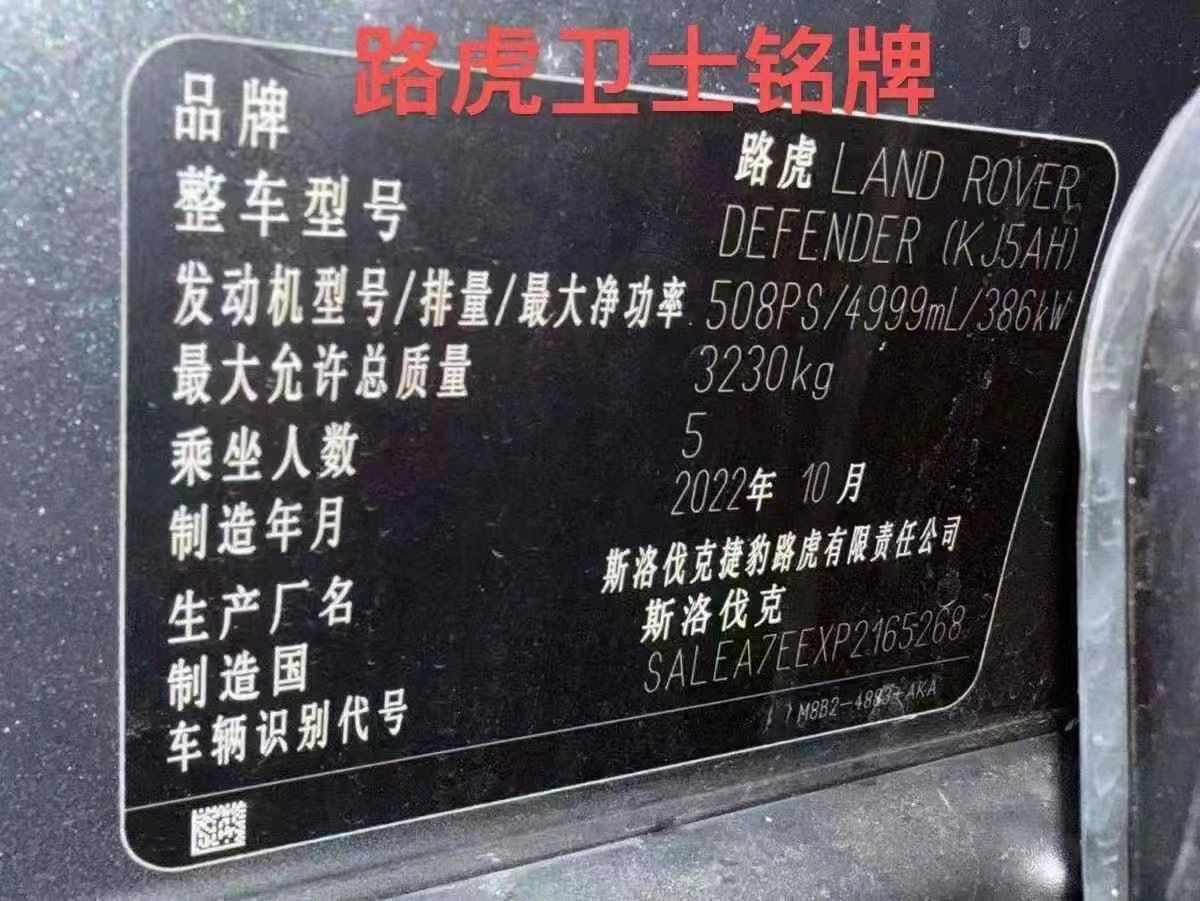 路虎卫士铭牌
品牌 路虎 LAND ROVER
整车型号 DEFENDER (KJ5AH)
发动机型号/排量/最大净功率 508PS/4999mL/386kW
最大允许总质量 3230kg
乘坐人数 5
制造年月 2022年 10月
生产厂名 斯洛伐克捷豹路虎有限责任公司
制造国 斯洛伐克
车辆识别代号 SALEA7EEXP2165268